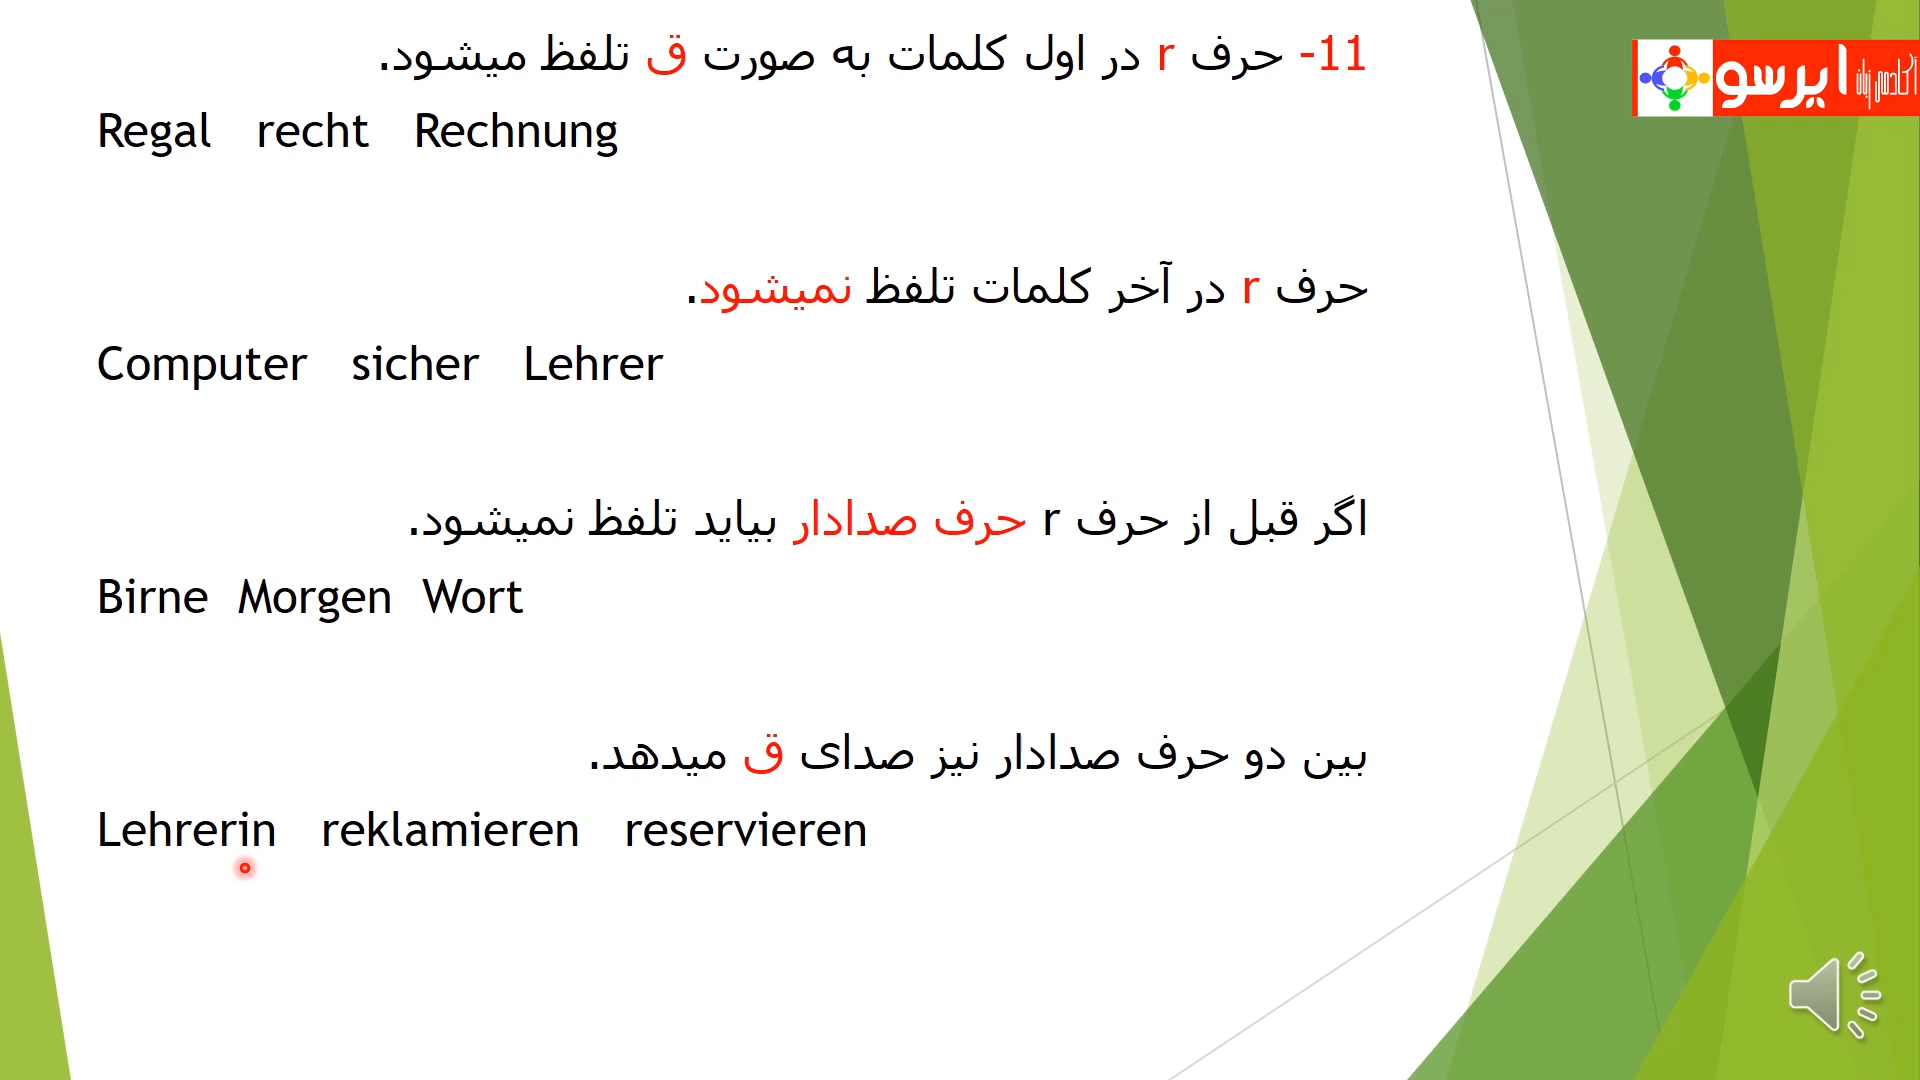 11- حرف r در اول کلمات به صورت ق تلفظ میشود.
Regal recht Rechnung
حرف r در آخر کلمات تلفظ نمیشود.
Computer sicher Lehrer
اگر قبل از حرف r حرف صدادار بیاید تلفظ نمیشود.
Birne Morgen Wort
بین دو حرف صدادار نیز صدای ق میدهد.
Lehrerin reklamieren reservieren
آکادمی زبان ایرسو